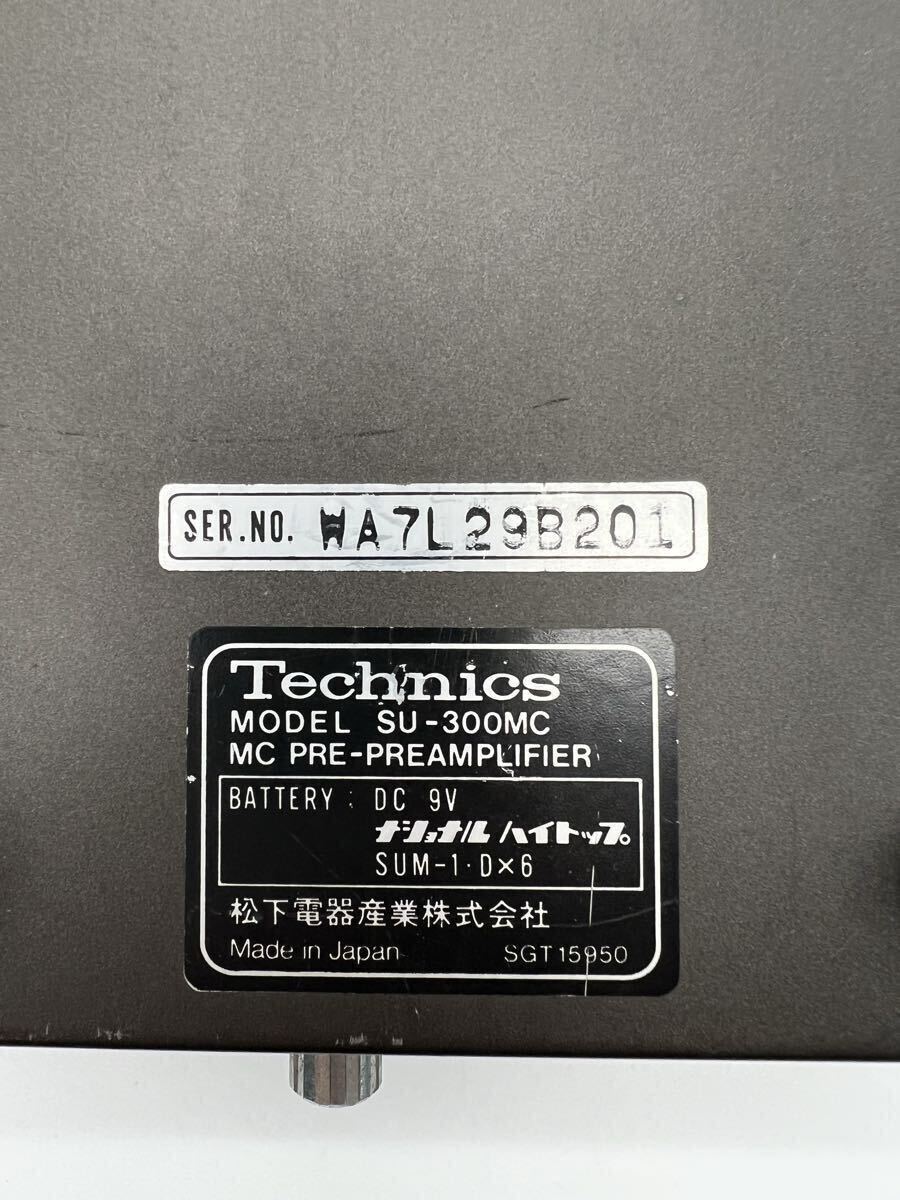 SER.NO. WA7L29B201
Technics
MODEL SU-300MC
MC PRE-PREAMPLIFIER
BATTERY : DC 9V
ナショナル ハイトップ
SUM-1·D×6
松下電器産業株式会社
Made in Japan SGT15950